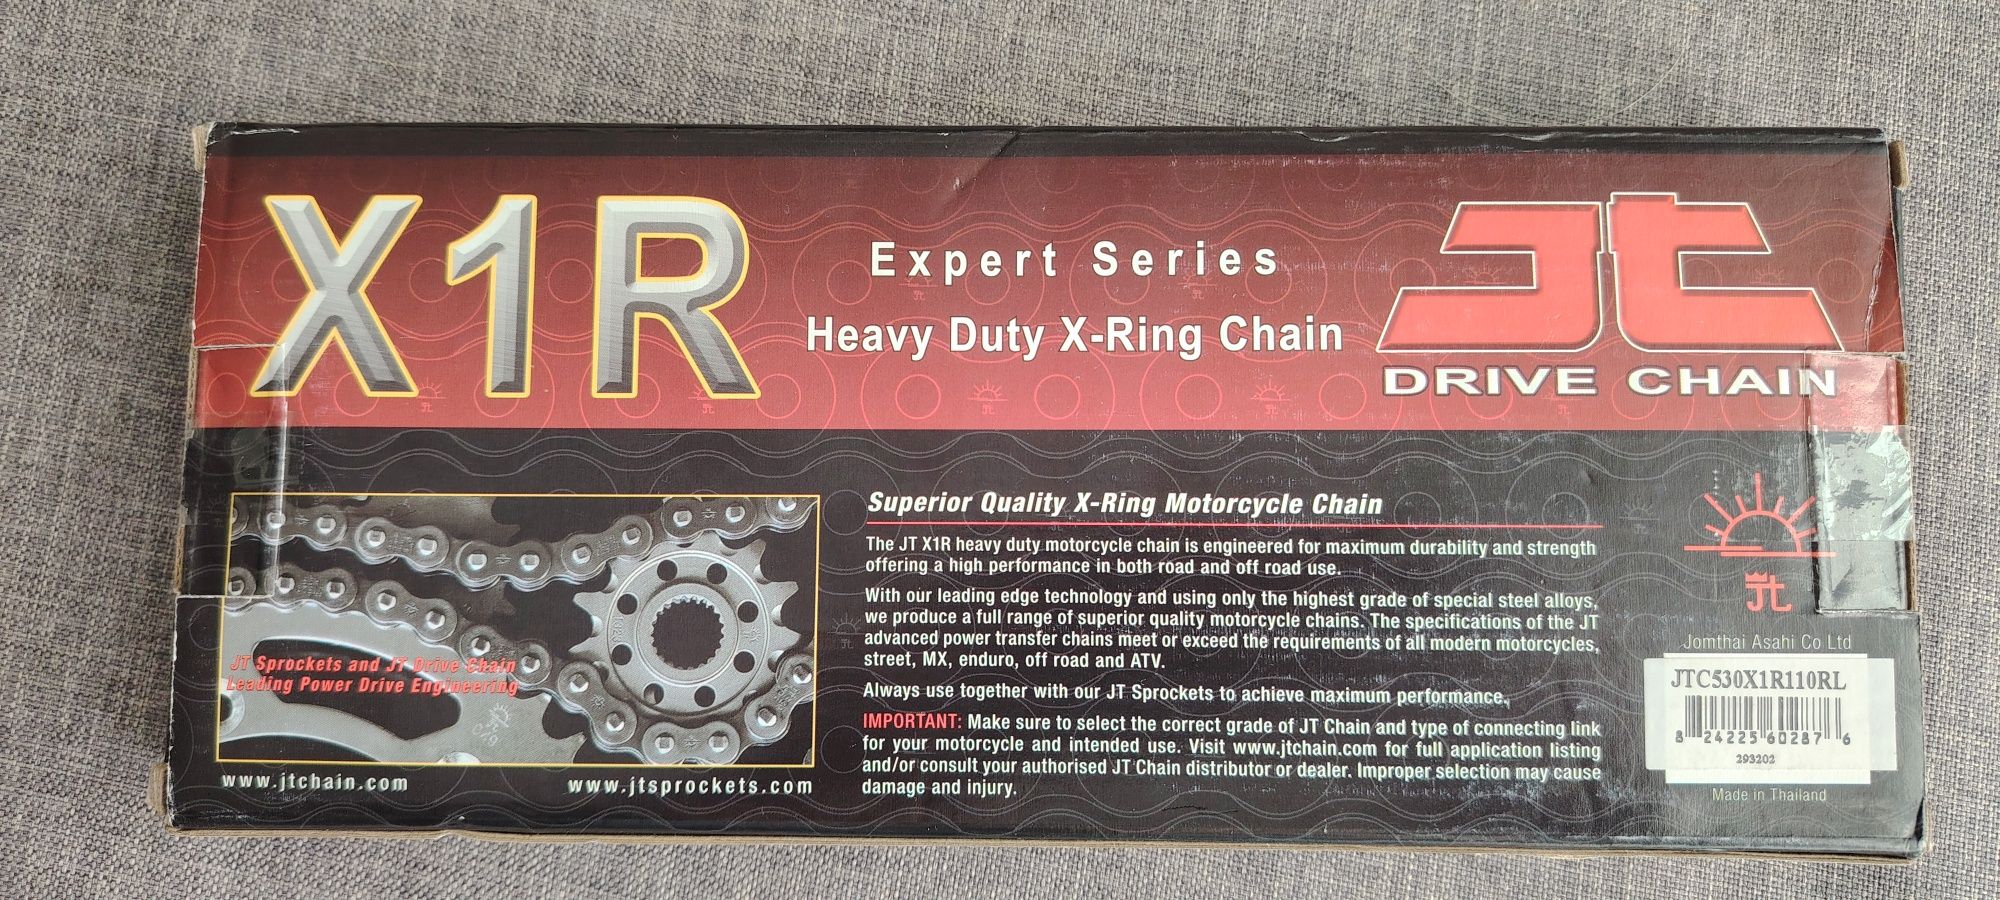 X1R
Expert Series
Heavy Duty X-Ring Chain
JT
DRIVE CHAIN
JT Sprockets and JT Drive Chain
Leading Power Drive Engineering
www.jtchain.com
www.jtsprockets.com
Superior Quality X-Ring Motorcycle Chain
The JT X1R heavy duty motorcycle chain is engineered for maximum durability and strength
offering a high performance in both road and off road use.
With our leading edge technology and using only the highest grade of special steel alloys,
we produce a full range of superior quality motorcycle chains. The specifications of the JT
advanced power transfer chains meet or exceed the requirements of all modern motorcycles,
street, MX, enduro, off road and ATV.
Always use together with our JT Sprockets to achieve maximum performance.
IMPORTANT: Make sure to select the correct grade of JT Chain and type of connecting link
for your motorcycle and intended use. Visit www.jtchain.com for full application listing
and/or consult your authorised JT Chain distributor or dealer. Improper selection may cause
damage and injury.
Jt
Jomthai Asahi Co Ltd
JTC530X1R110RL
8 24225 60287 6
293202
Made in Thailand